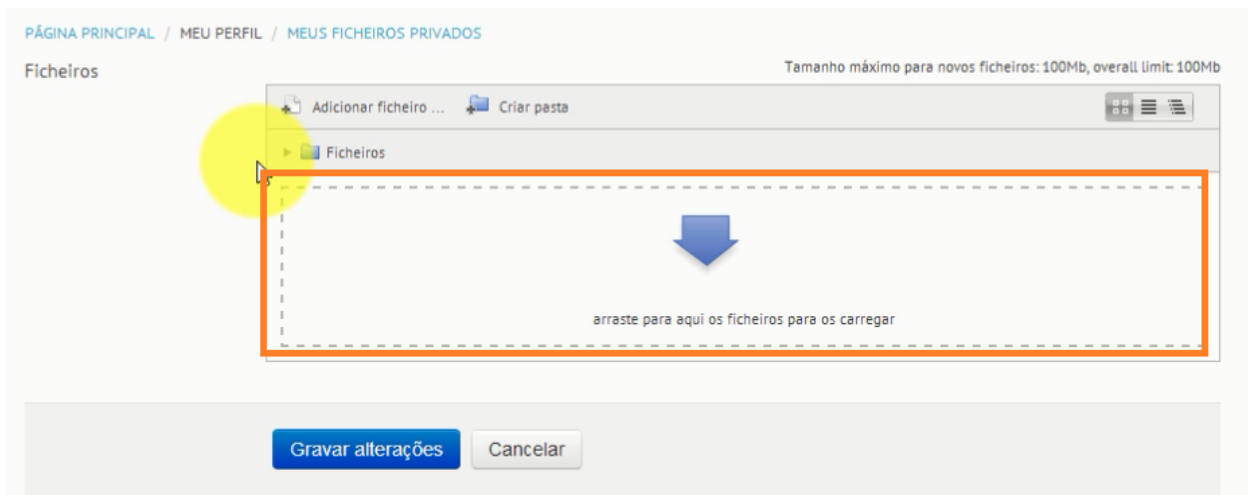 PÁGINA PRINCIPAL / MEU PERFIL / MEUS FICHEIROS PRIVADOS
Ficheiros
Tamanho máximo para novos ficheiros: 100Mb, overall limit: 100Mb
Adicionar ficheiro ... Criar pasta
Ficheiros
arraste para aqui os ficheiros para os carregar
Gravar alterações Cancelar